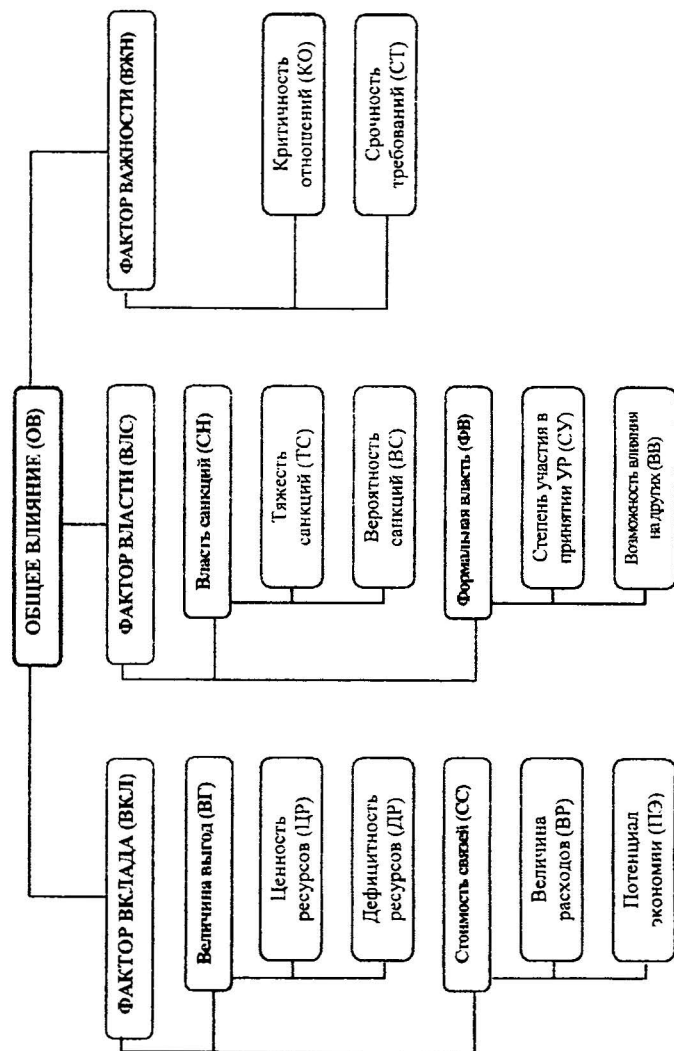 ОБЩЕЕ ВЛИЯНИЕ (ОВ)
ФАКТОР ВКЛАДА (ВКЛ)
Величина выгод (ВГ)
Ценность
ресурсов (ЦР)
Дефицитность
ресурсов (ДР)
Стоимость связей (СС)
Величина
расходов (ВР)
Потенциал
экономии (ПЭ)
ФАКТОР ВЛАСТИ (ВЛС)
Власть санкций (СН)
Тяжесть
санкций (ТС)
Вероятность
санкций (ВС)
Формальная власть (ФВ)
Степень участия в
принятии УР (СУ)
Возможность влияния
на других (ВВ)
ФАКТОР ВАЖНОСТИ (ВЖН)
Критичность
отношений (КО)
Срочность
требований (СТ)